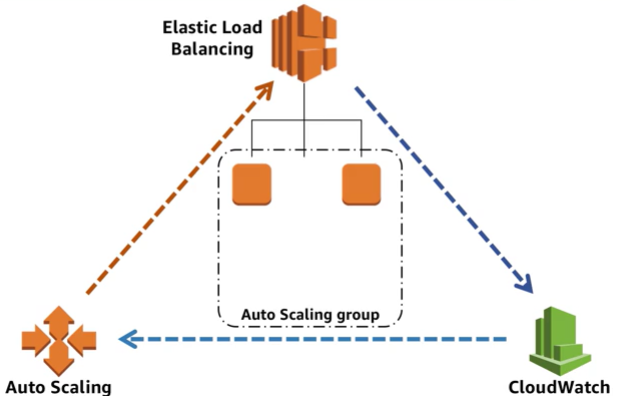 Elastic Load
Balancing
Auto Scaling group
Auto Scaling
CloudWatch